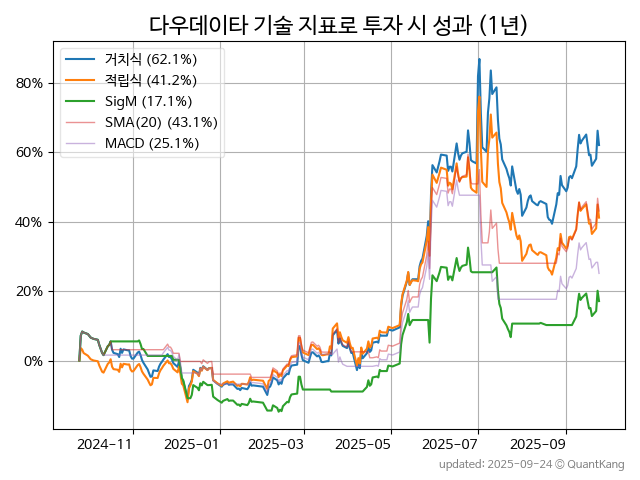 다우데이타 기술 지표로 투자 시 성과 (1년)
거치식 (62.1%)
적립식 (41.2%)
SigM (17.1%)
SMA(20) (43.1%)
MACD (25.1%)
80%
60%
40%
20%
0%
2024-11 2025-01 2025-03 2025-05 2025-07 2025-09
updated: 2025-09-24 © QuantKang